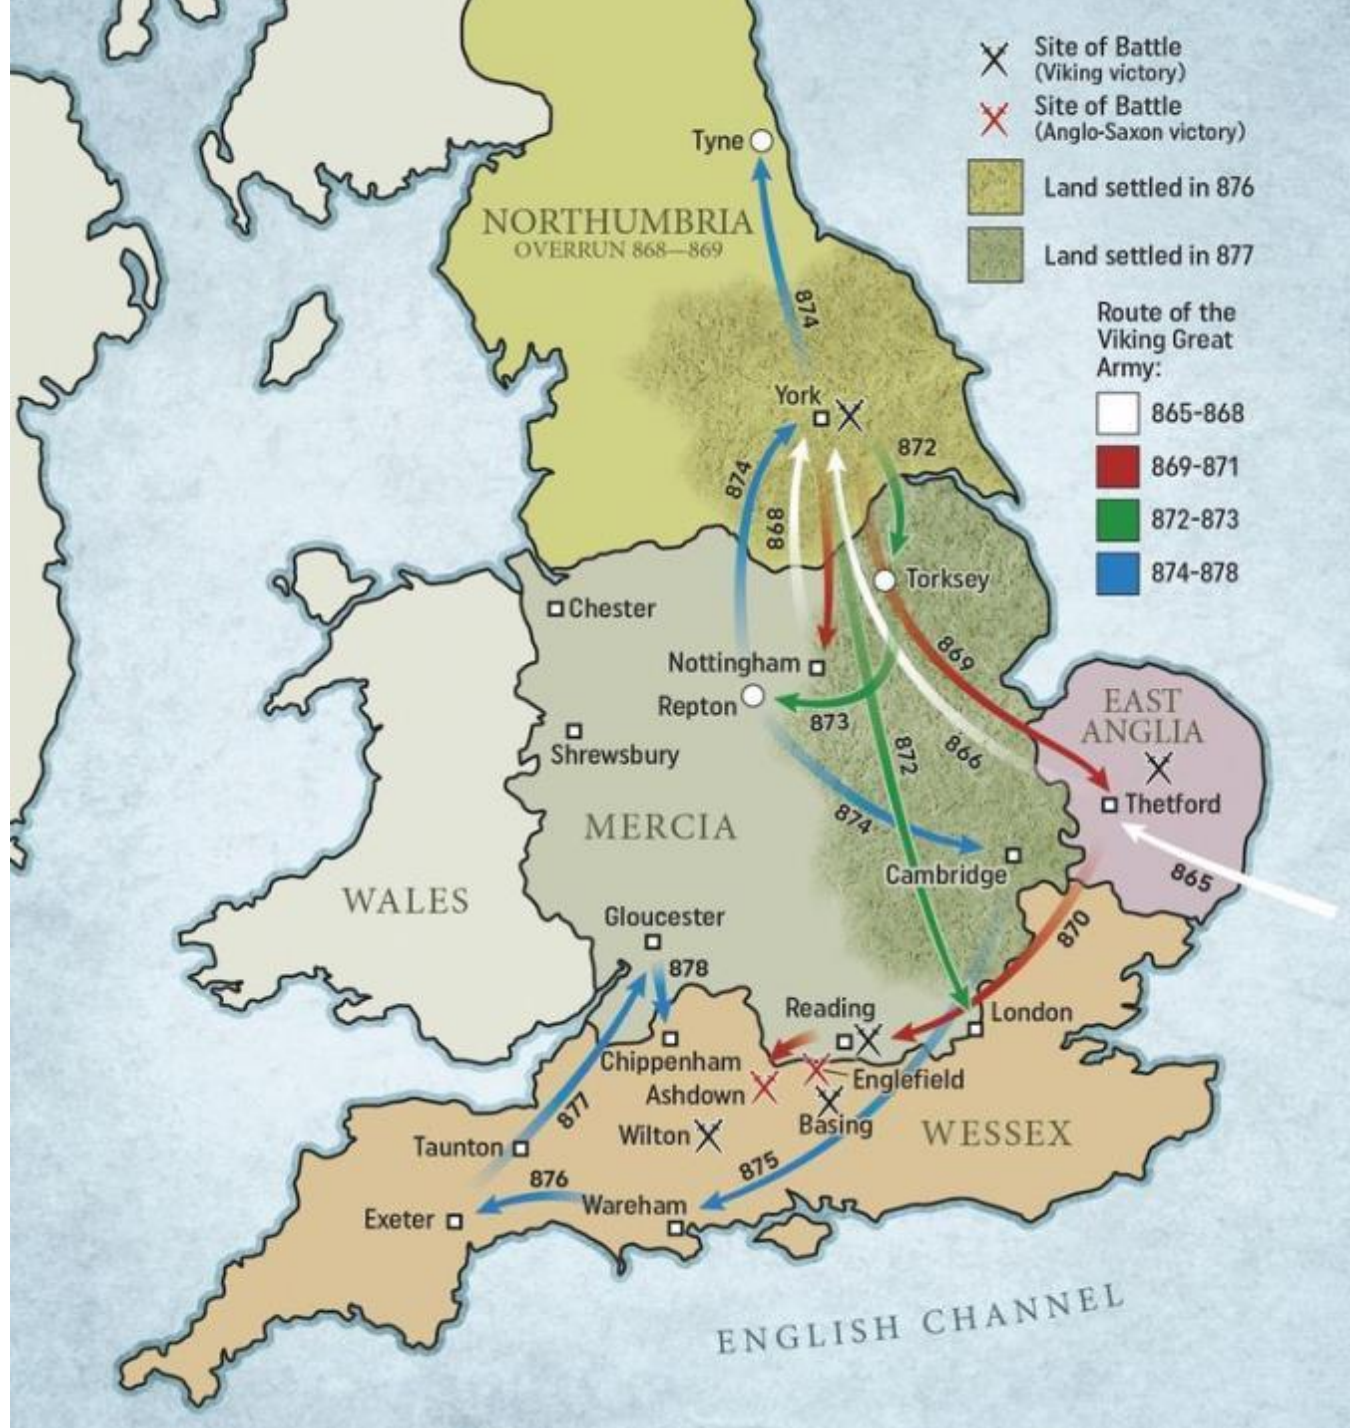 Site of Battle
(Viking victory)
Site of Battle
(Anglo-Saxon victory)
Land settled in 876
Land settled in 877
Route of the
Viking Great
Army:
865-868
869-871
872-873
874-878
Tyne
NORTHUMBRIA
OVERRUN 868—869
874
York
872
874
868
Torksey
Chester
869
Nottingham
Repton
873
EAST
ANGLIA
Shrewsbury
872
866
Thetford
874
MERCIA
865
Cambridge
WALES
Gloucester
870
878
Reading
London
Chippenham
Englefield
Ashdown
877
Basing
Wilton
WESSEX
Taunton
875
876
Wareham
Exeter
ENGLISH CHANNEL